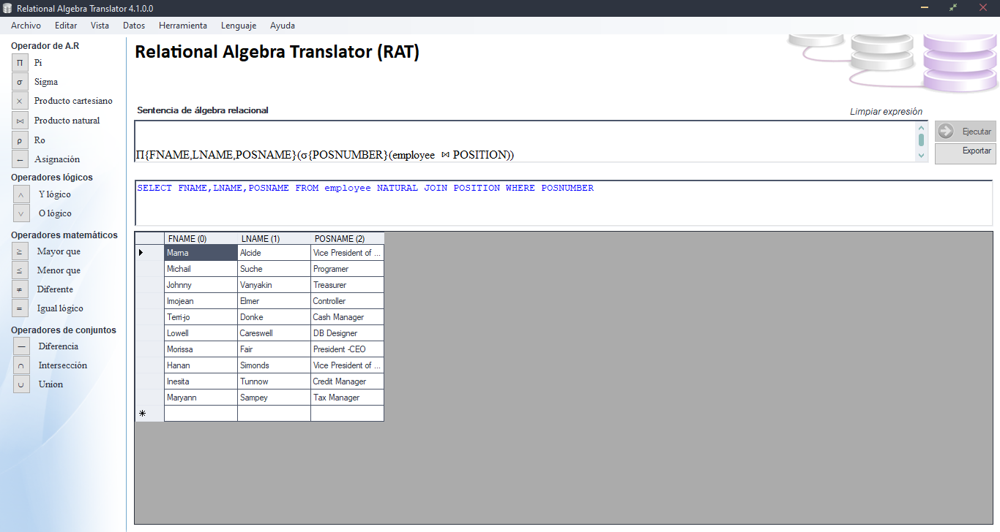 Relational Algebra Translator 4.1.0.0
Archivo Editar Vista Datos Herramienta Lenguaje Ayuda
Operador de A.R
Π Pi
σ Sigma
× Producto cartesiano
⋈ Producto natural
ρ Ro
← Asignación
Operadores lógicos
∧ Y lógico
∨ O lógico
Operadores matemáticos
≥ Mayor que
≤ Menor que
≠ Diferente
= Igual lógico
Operadores de conjuntos
— Diferencia
∩ Intersección
∪ Union
Relational Algebra Translator (RAT)
Sentencia de álgebra relacional
Limpiar expresión
Π{FNAME,LNAME,POSNAME}(σ{POSNUMBER}(employee ⋈ POSITION))
Ejecutar
Exportar
SELECT FNAME,LNAME,POSNAME FROM employee NATURAL JOIN POSITION WHERE POSNUMBER
FNAME (0) LNAME (1) POSNAME (2)
Marna Alcide Vice President of ...
Michail Suche Programer
Johnny Vanyakin Treasurer
Imojean Elmer Controller
Terri-jo Donke Cash Manager
Lowell Careswell DB Designer
Morissa Fair President -CEO
Hanan Simonds Vice President of ...
Inesita Tunnow Credit Manager
Maryann Sampey Tax Manager